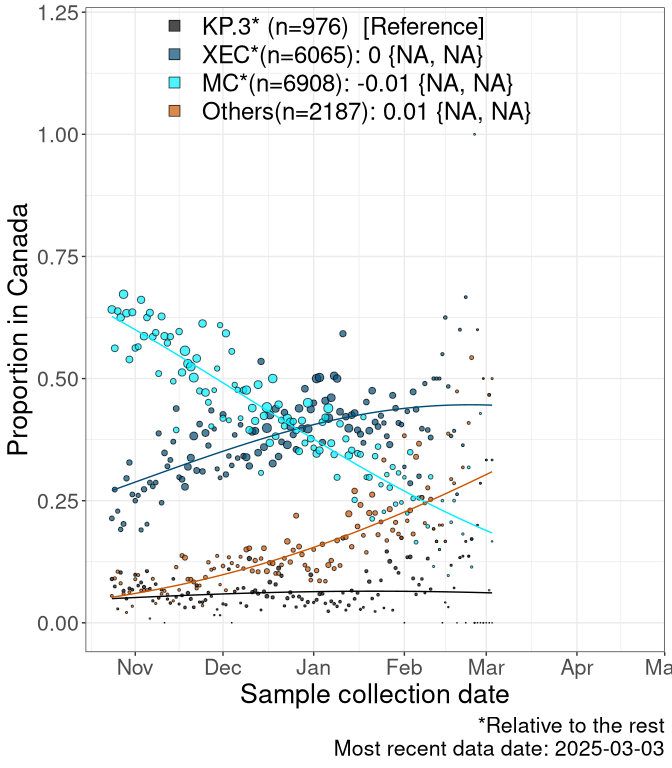 1.25
KP.3* (n=976)  [Reference]
XEC*(n=6065): 0 {NA, NA}
MC*(n=6908): -0.01 {NA, NA}
Others(n=2187): 0.01 {NA, NA}
1.00
0.75
0.50
0.25
0.00
Proportion in Canada
Nov Dec Jan Feb Mar Apr Ma
Sample collection date
*Relative to the rest
Most recent data date: 2025-03-03